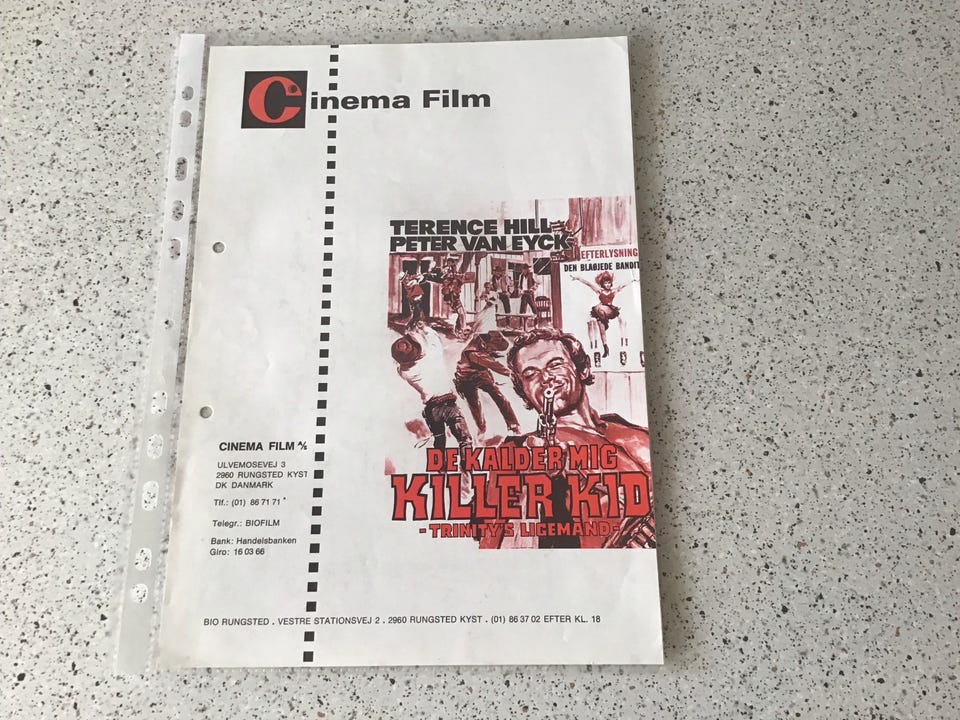 Cinema Film
TERENCE HILL
PETER VAN EYCK
EFTERLYSNING
DEN BLAØJEDE BANDIT
DE KALDER MIG
KILLER KID
- TRINITY'S LIGEMAND -
CINEMA FILM A/S
ULVEMOSEVEJ 3
2960 RUNGSTED KYST
DK DANMARK
Tlf.: (01) 86 71 71 *
Telegr.: BIOFILM
Bank: Handelsbanken
Giro: 16 03 66
BIO RUNGSTED . VESTRE STATIONSVEJ 2 . 2960 RUNGSTED KYST . (01) 86 37 02 EFTER KL. 18